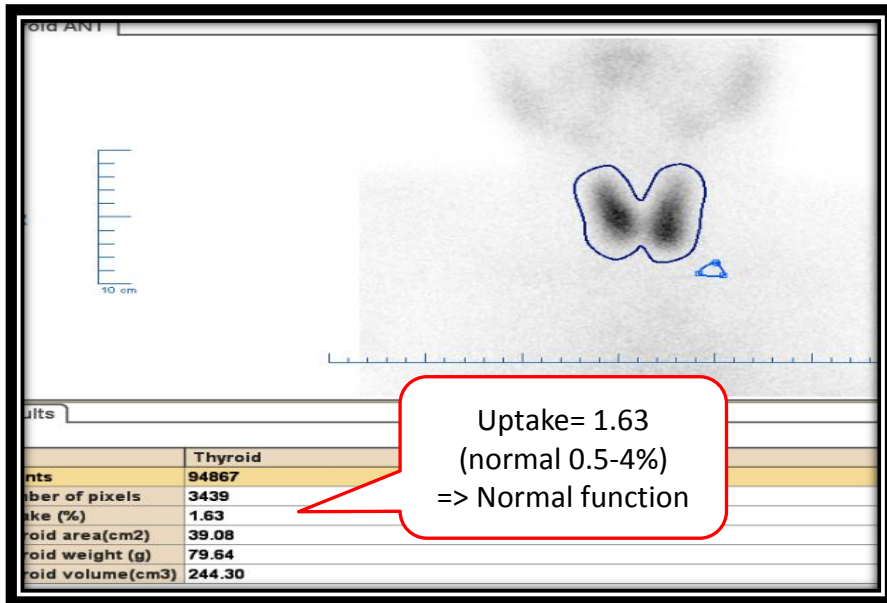 oid ANT
10 cm
ults
Uptake= 1.63
(normal 0.5-4%)
=> Normal function
Thyroid
nts 94867
ber of pixels 3439
ake (%) 1.63
roid area(cm2) 39.08
roid weight (g) 79.64
roid volume(cm3) 244.30